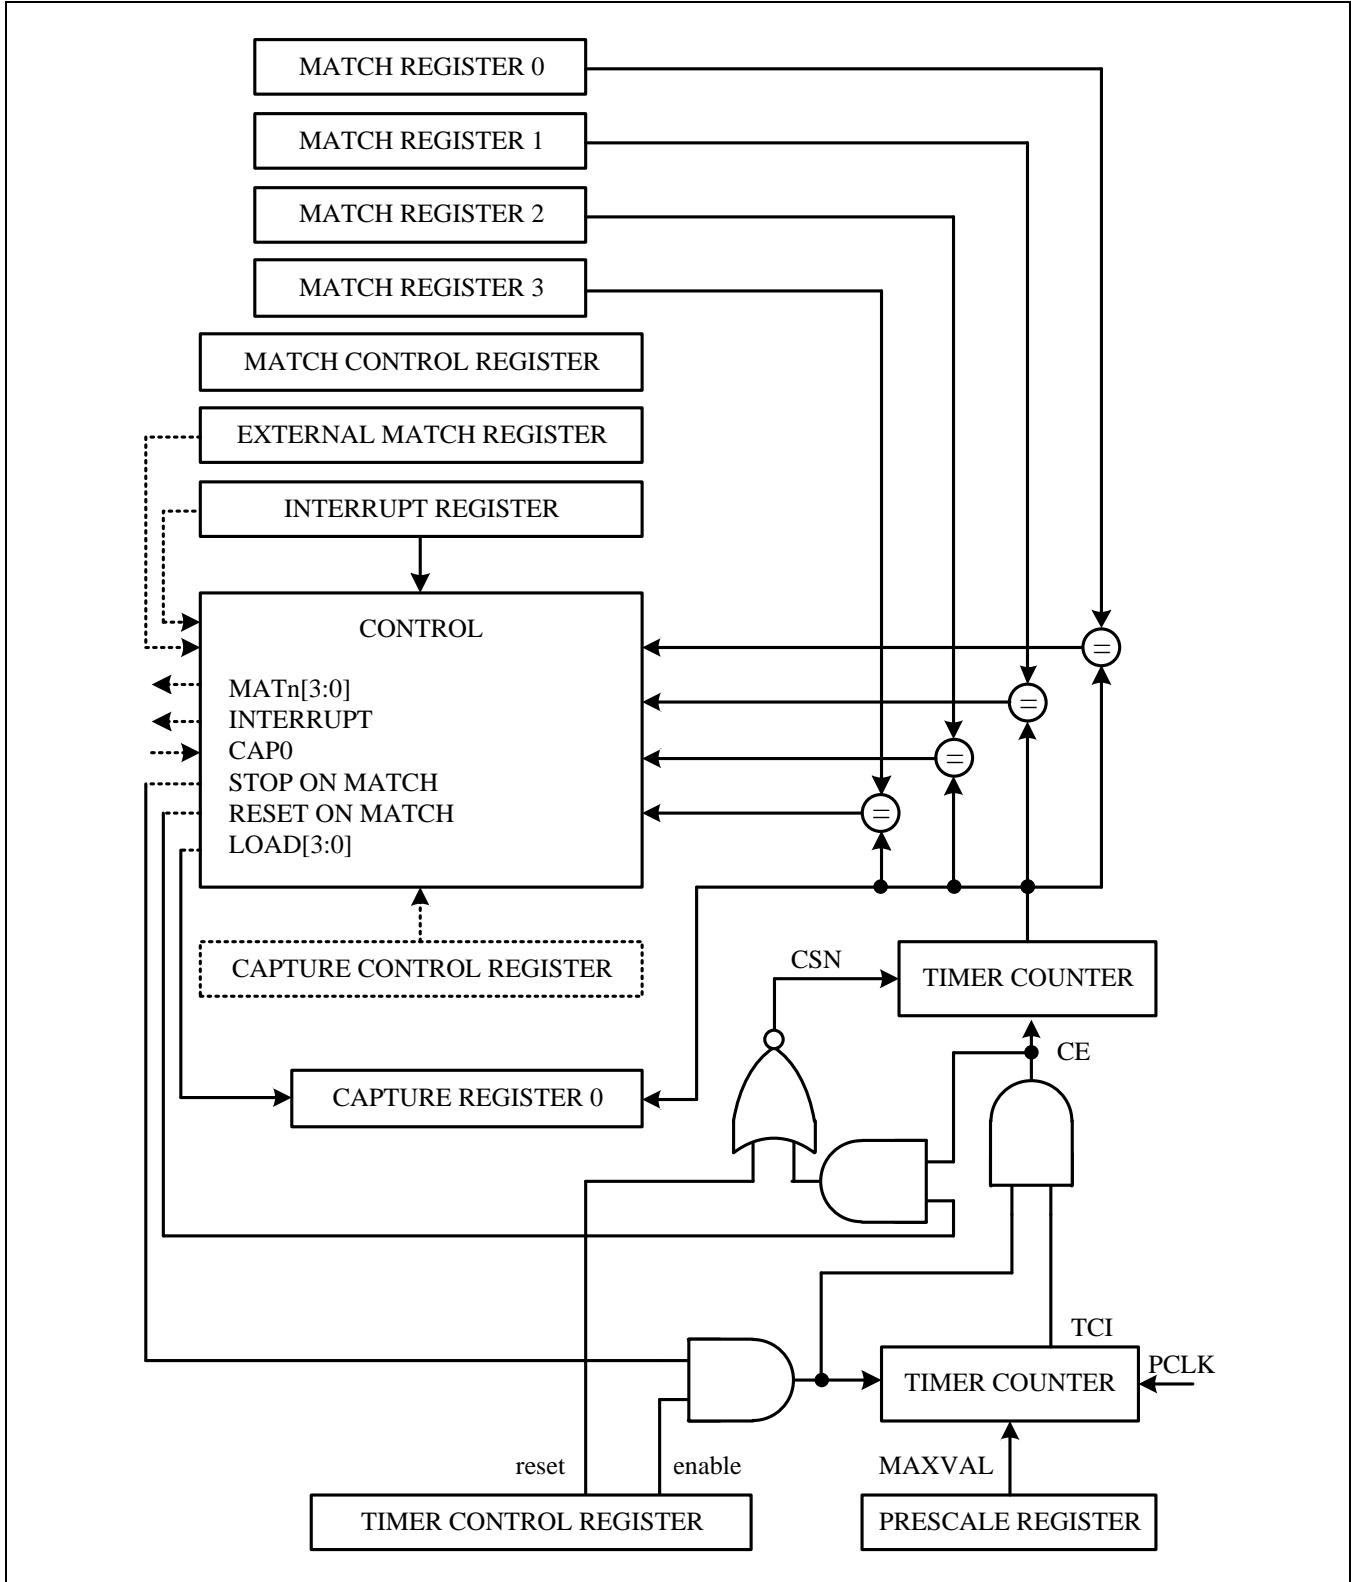 MATCH REGISTER 0
MATCH REGISTER 1
MATCH REGISTER 2
MATCH REGISTER 3
MATCH CONTROL REGISTER
EXTERNAL MATCH REGISTER
INTERRUPT REGISTER
CONTROL
=
MATn[3:0]
=
INTERRUPT
CAP0
=
STOP ON MATCH
RESET ON MATCH
=
LOAD[3:0]
CAPTURE CONTROL REGISTER
CSN
TIMER COUNTER
CE
CAPTURE REGISTER 0
TCI
PCLK
TIMER COUNTER
reset
enable
MAXVAL
TIMER CONTROL REGISTER
PRESCALE REGISTER